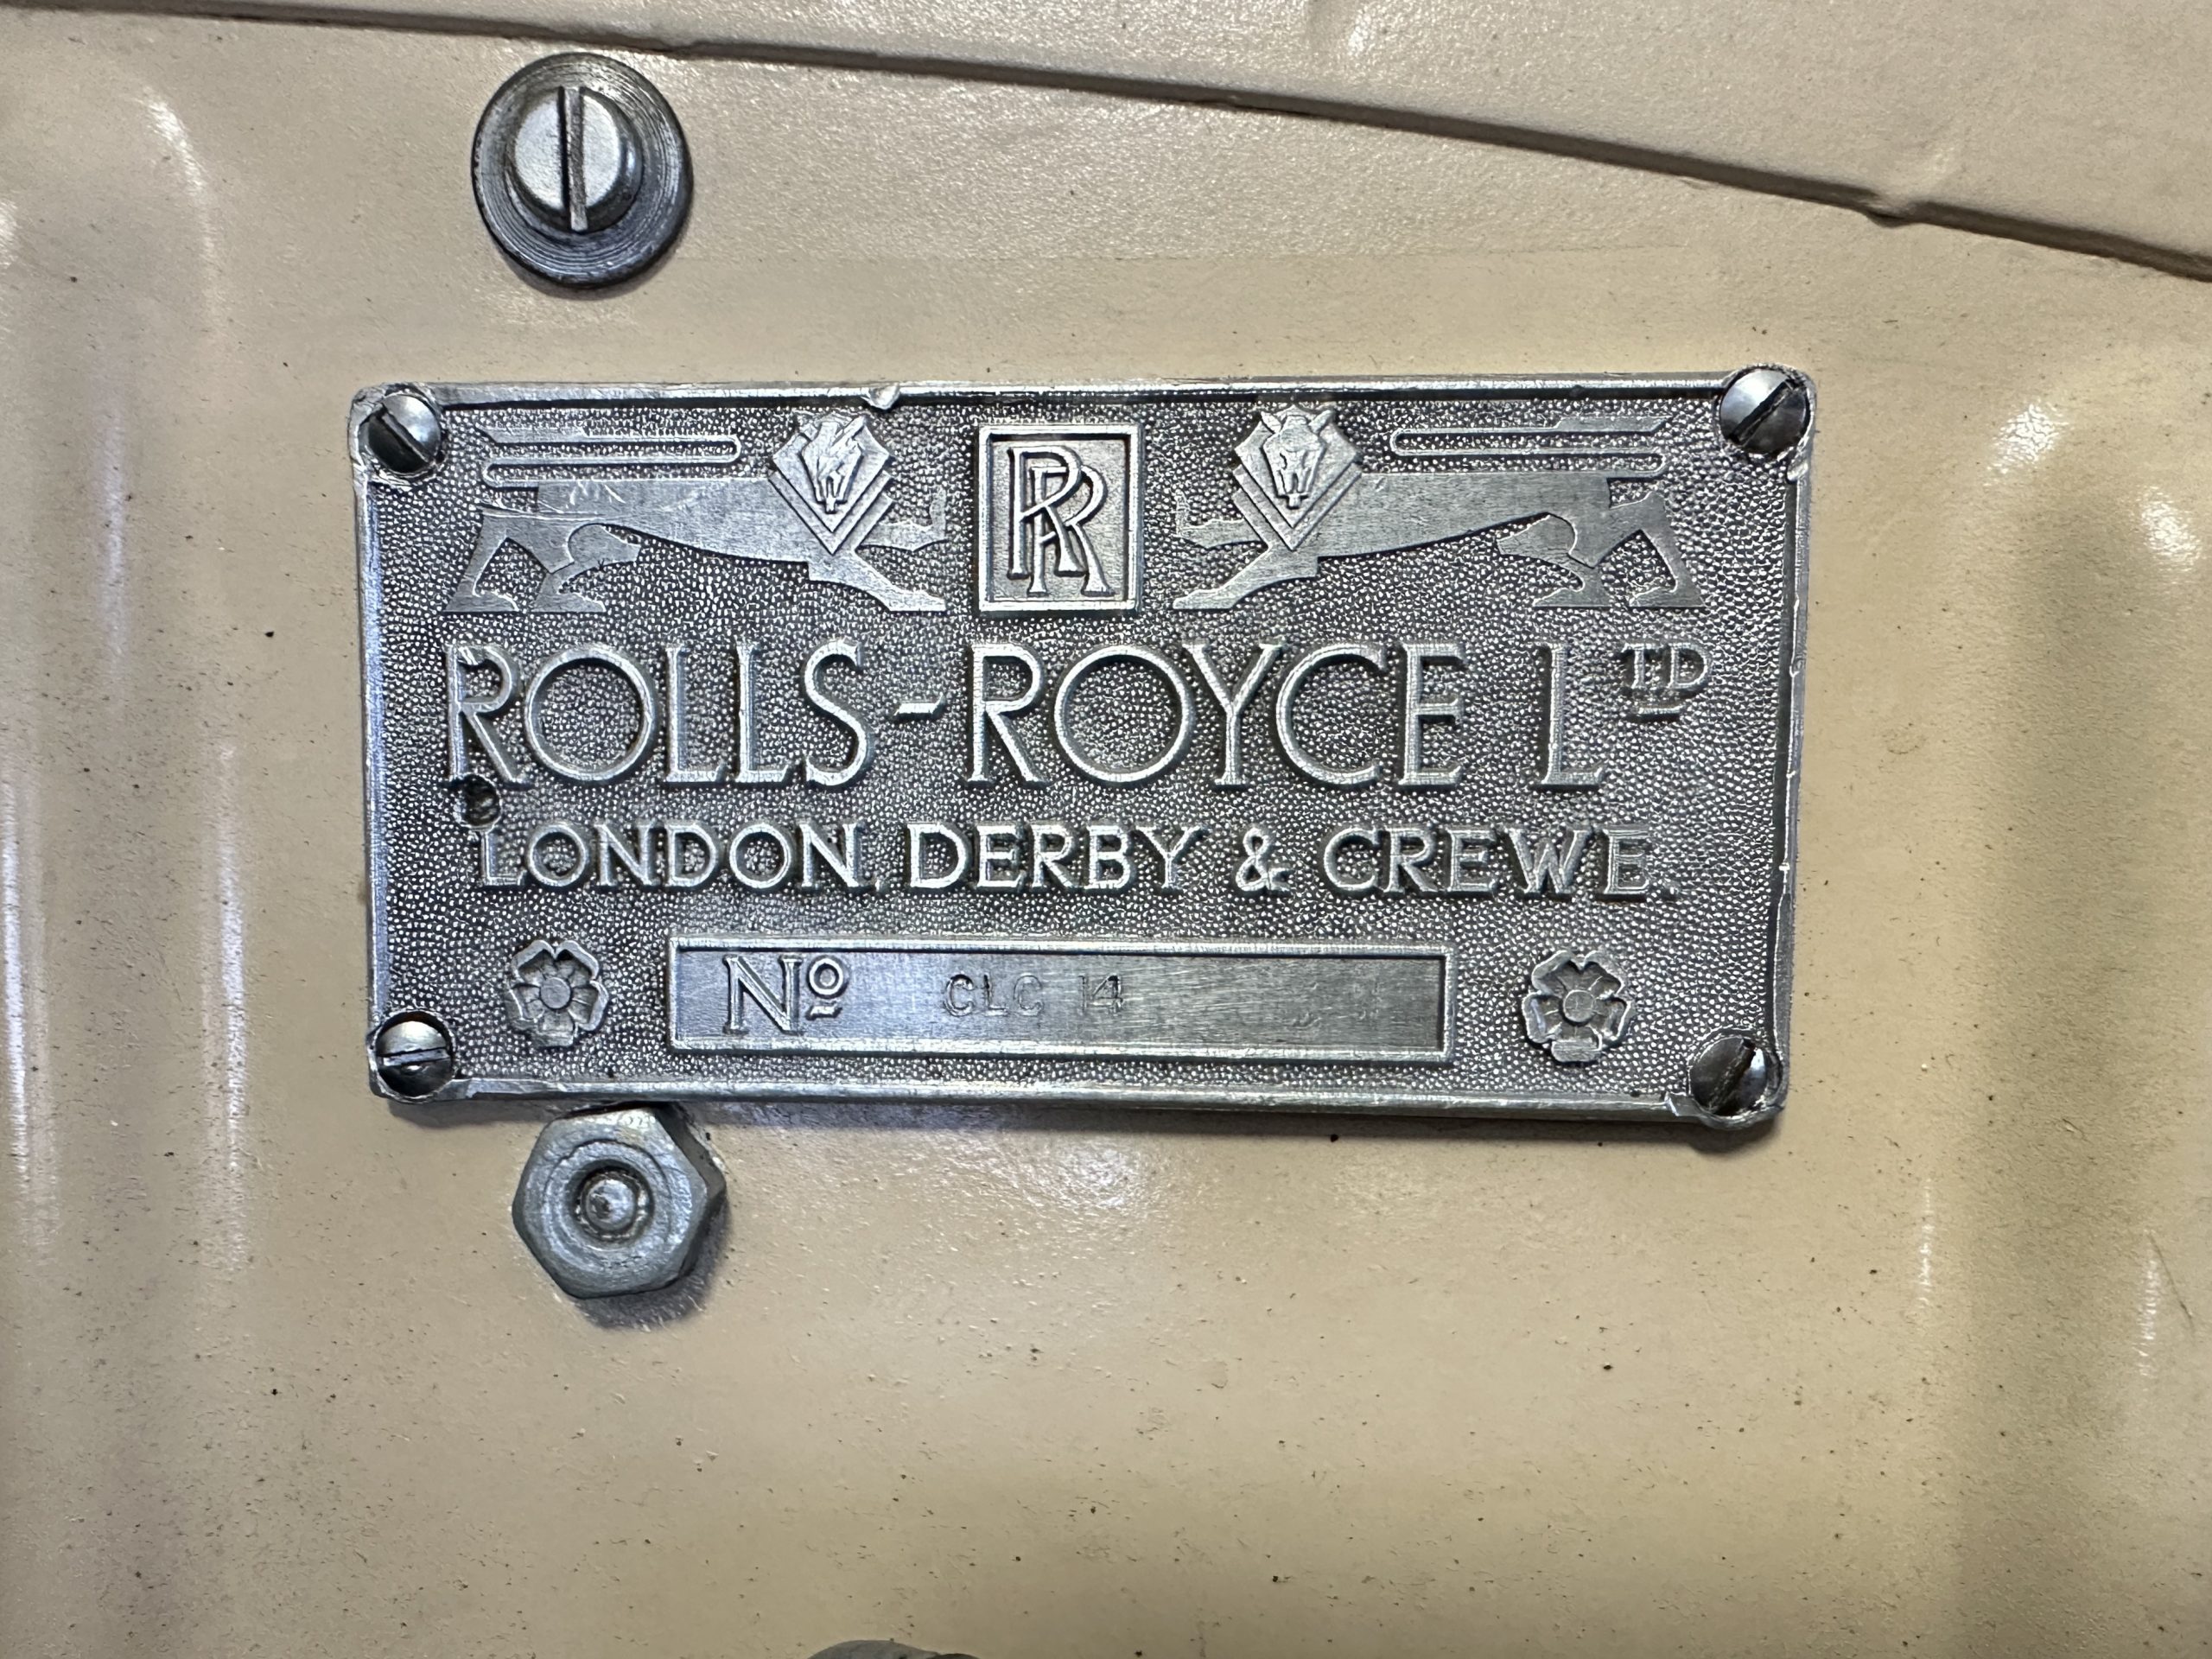 RR
ROLLS-ROYCE LTD
LONDON, DERBY & CREWE.
Nº CLC 14